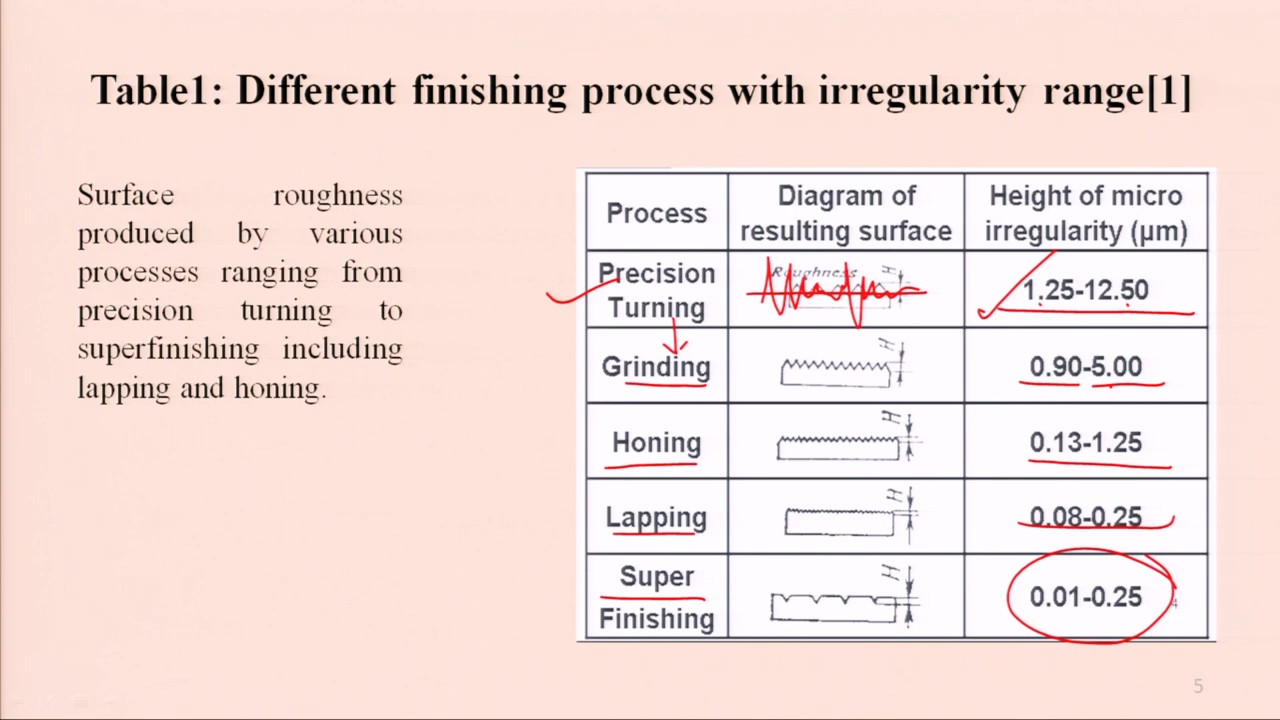 Table1: Different finishing process with irregularity range[1]
Surface roughness
produced by various
processes ranging from
precision turning to
superfinishing including
lapping and honing.
Process
Diagram of
resulting surface
Height of micro
irregularity (μm)
Precision
Turning
Roughness
H
1.25-12.50
Grinding
H
0.90-5.00
Honing
H
0.13-1.25
Lapping
H
0.08-0.25
Super
Finishing
H
0.01-0.25
4
5